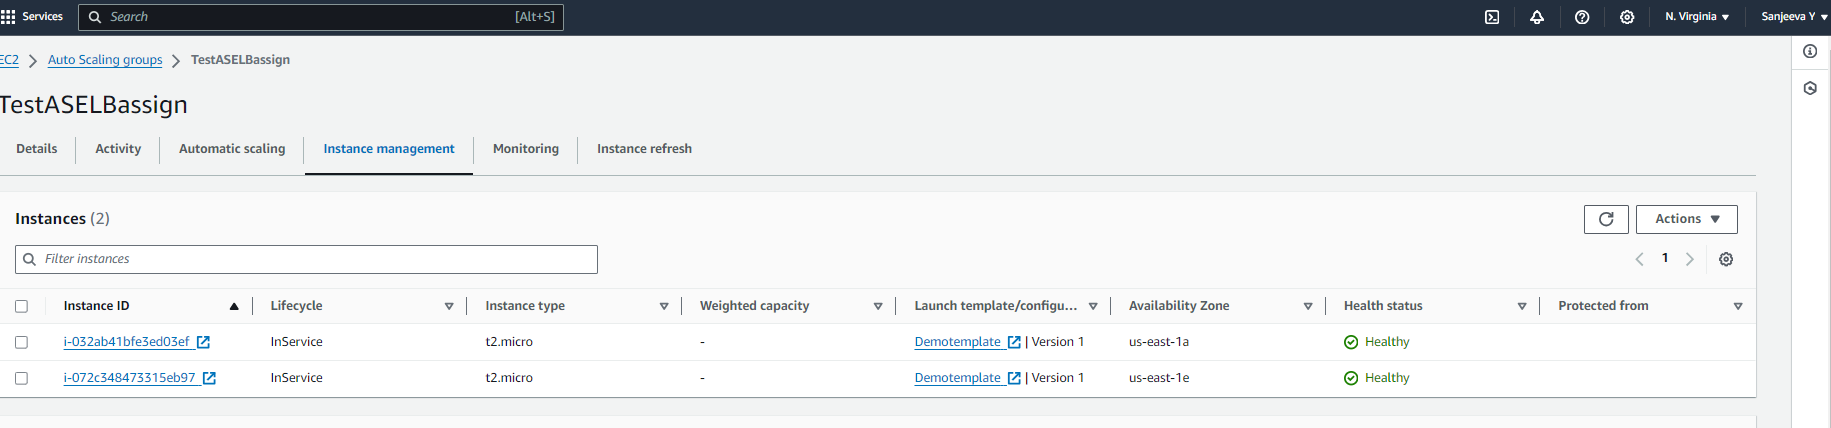 Services Search [Alt+S] N. Virginia Sanjeeva Y
EC2 Auto Scaling groups TestASELBassign
TestASELBassign
Details Activity Automatic scaling Instance management Monitoring Instance refresh
Instances (2) Actions
Filter instances 1
Instance ID Lifecycle Instance type Weighted capacity Launch template/configu... Availability Zone Health status Protected from
i-032ab41bfe3ed03ef InService t2.micro - Demotemplate | Version 1 us-east-1a Healthy
i-072c348473315eb97 InService t2.micro - Demotemplate | Version 1 us-east-1e Healthy